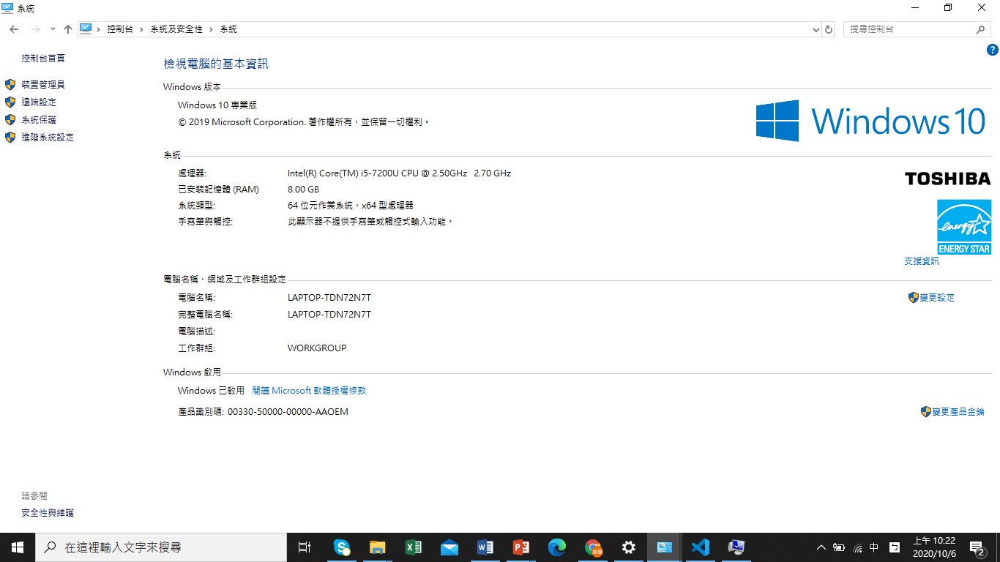 系統
控制台 系統及安全性 系統
搜尋控制台
控制台首頁
裝置管理員
遠端設定
系統保護
進階系統設定
檢視電腦的基本資訊
Windows 版本
Windows 10 專業版
© 2019 Microsoft Corporation. 著作權所有,並保留一切權利。
Windows 10
系統
處理器: Intel(R) Core(TM) i5-7200U CPU @ 2.50GHz 2.70 GHz
已安裝記憶體 (RAM) 8.00 GB
系統類型: 64 位元作業系統,x64 型處理器
手寫筆與觸控: 此顯示器不提供手寫筆或觸控式輸入功能。
TOSHIBA
energy
ENERGY STAR
支援資訊
電腦名稱、網域及工作群組設定
電腦名稱: LAPTOP-TDN72N7T
變更設定
完整電腦名稱: LAPTOP-TDN72N7T
電腦描述:
工作群組: WORKGROUP
Windows 啟用
Windows 已啟用 閱讀 Microsoft 軟體授權條款
產品識別碼: 00330-50000-00000-AAOEM
變更產品金鑰
請參閱
安全性與維護
在這裡輸入文字來搜尋
中
上午 10:22
2020/10/6
2